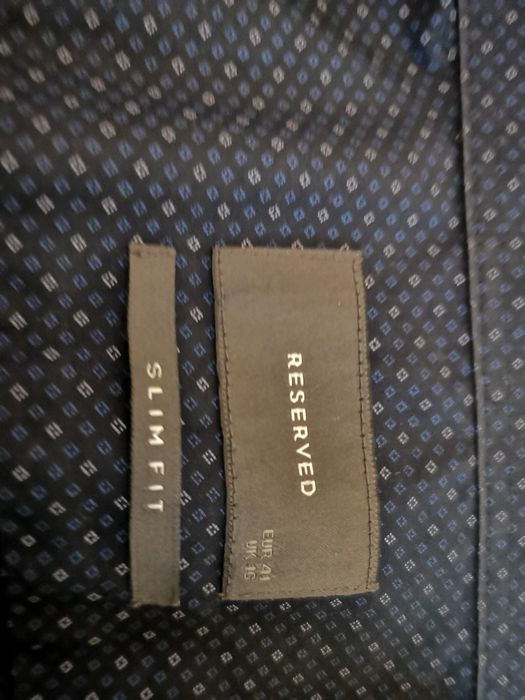 RESERVED
EUR 41
UK 16
SLIM FIT